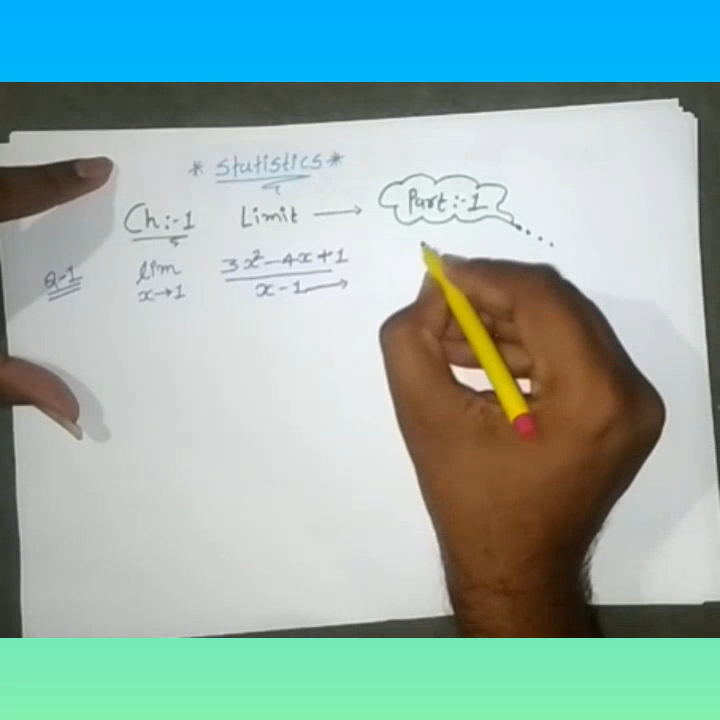 * Statistics *
Ch:-1 Limit → Part:-1
Q-1 lim 3x²-4x+1
x→1 x-1